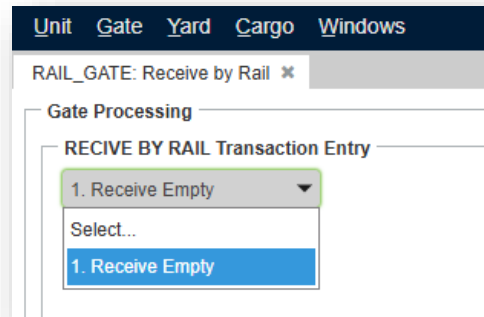 Unit Gate Yard Cargo Windows
RAIL_GATE: Receive by Rail ×
Gate Processing
RECIVE BY RAIL Transaction Entry
1. Receive Empty
Select...
1. Receive Empty